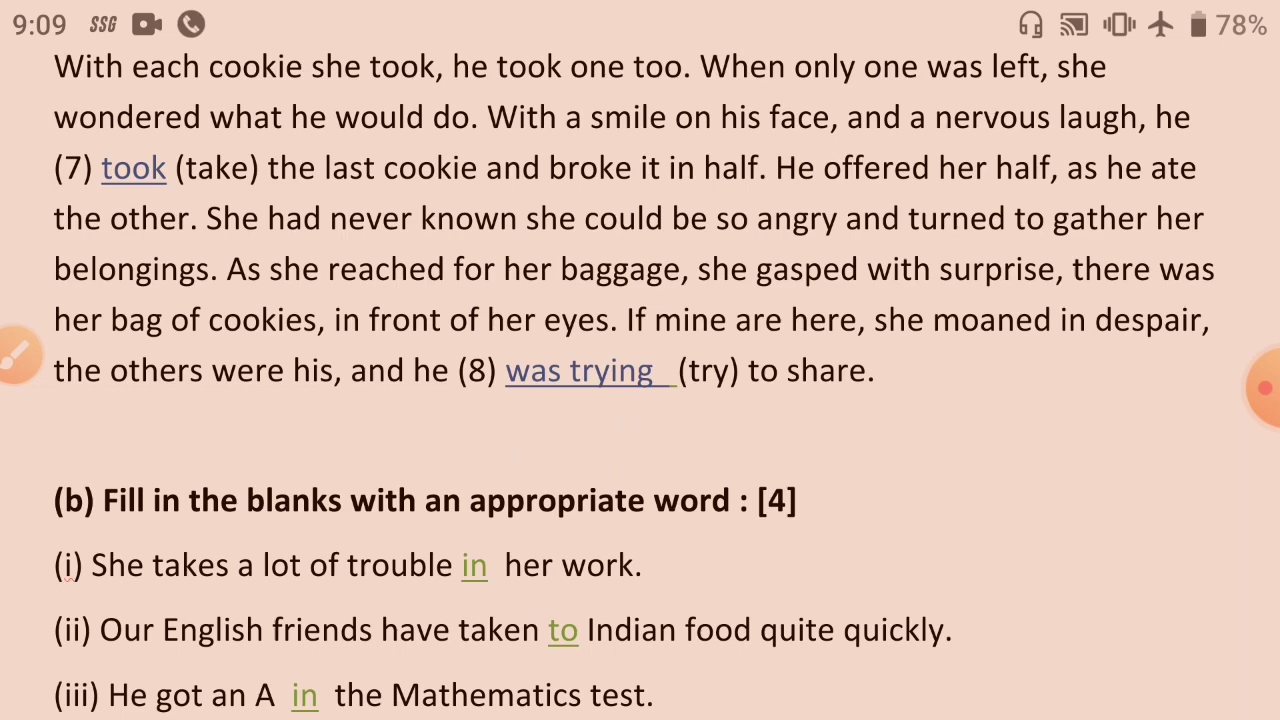 9:09 SSG 78%
With each cookie she took, he took one too. When only one was left, she
wondered what he would do. With a smile on his face, and a nervous laugh, he
(7) took (take) the last cookie and broke it in half. He offered her half, as he ate
the other. She had never known she could be so angry and turned to gather her
belongings. As she reached for her baggage, she gasped with surprise, there was
her bag of cookies, in front of her eyes. If mine are here, she moaned in despair,
the others were his, and he (8) was trying (try) to share.
(b) Fill in the blanks with an appropriate word : [4]
(i) She takes a lot of trouble in her work.
(ii) Our English friends have taken to Indian food quite quickly.
(iii) He got an A in the Mathematics test.